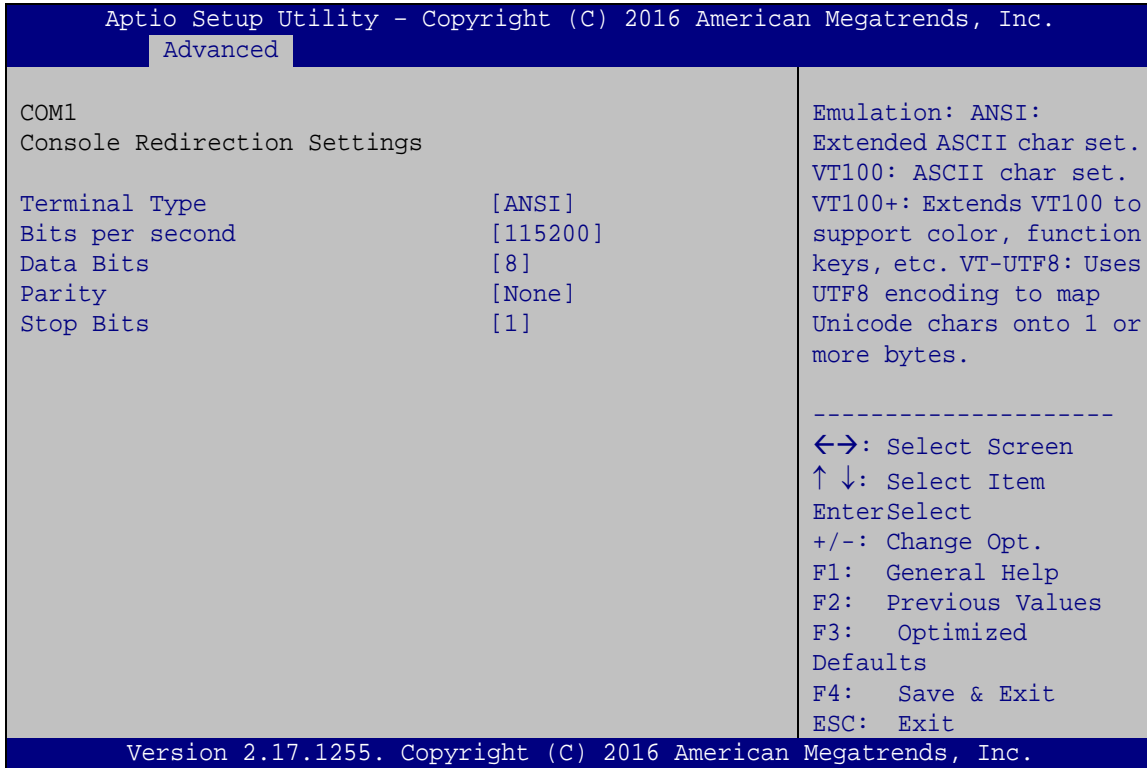 Aptio Setup Utility – Copyright (C) 2016 American Megatrends, Inc.
Advanced
COM1
Console Redirection Settings
Terminal Type [ANSI]
Bits per second [115200]
Data Bits [8]
Parity [None]
Stop Bits [1]
Emulation: ANSI:
Extended ASCII char set.
VT100: ASCII char set.
VT100+: Extends VT100 to
support color, function
keys, etc. VT-UTF8: Uses
UTF8 encoding to map
Unicode chars onto 1 or
more bytes.
---------------------
←→: Select Screen
↑ ↓: Select Item
EnterSelect
+/-: Change Opt.
F1: General Help
F2: Previous Values
F3: Optimized
Defaults
F4: Save & Exit
ESC: Exit
Version 2.17.1255. Copyright (C) 2016 American Megatrends, Inc.